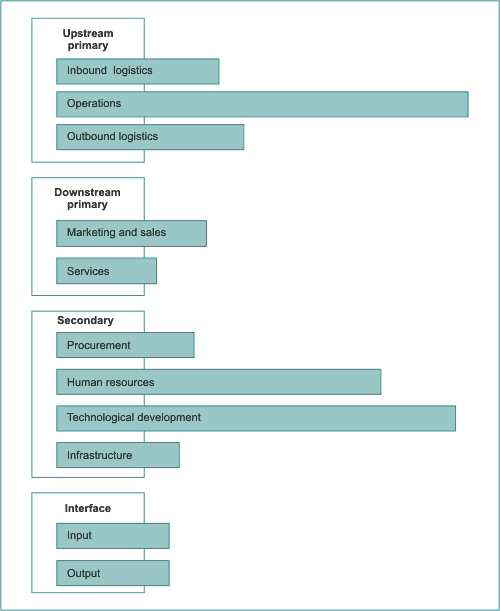 Upstream
primary
Inbound logistics
Operations
Outbound logistics
Downstream
primary
Marketing and sales
Services
Secondary
Procurement
Human resources
Technological development
Infrastructure
Interface
Input
Output